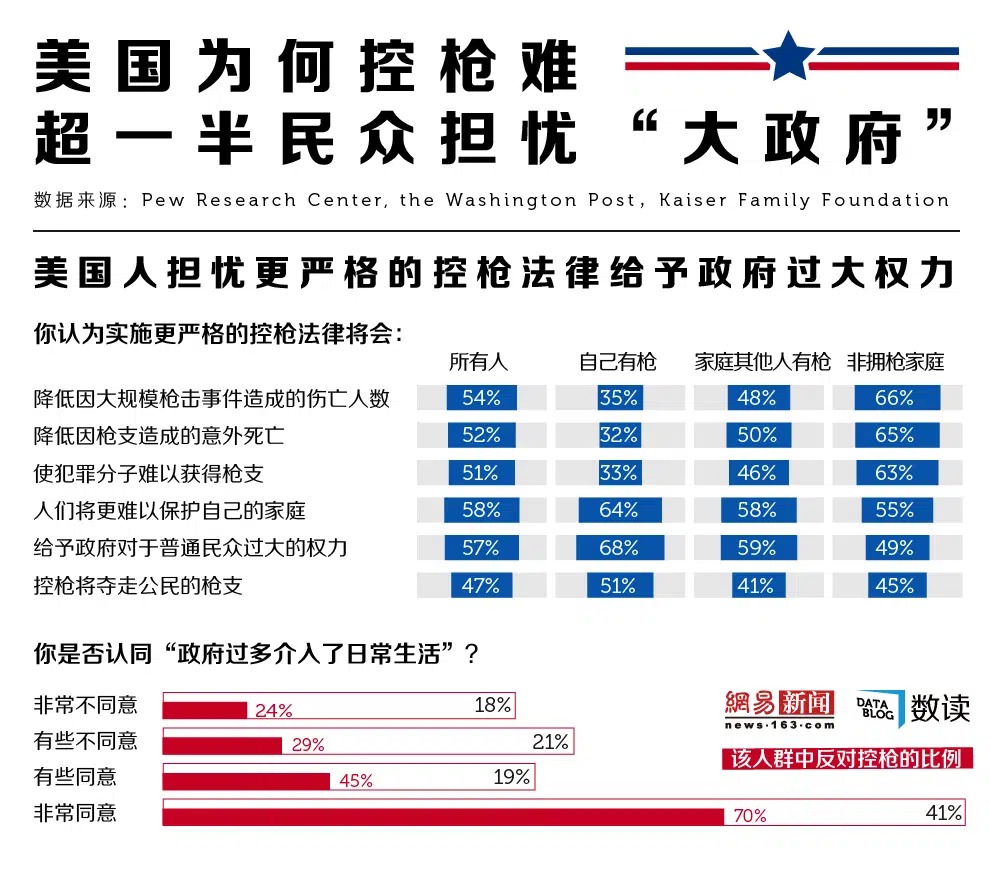 美国为何控枪难
超一半民众担忧“大政府”
数据来源：Pew Research Center, the Washington Post，Kaiser Family Foundation
美国人担忧更严格的控枪法律给予政府过大权力
你认为实施更严格的控枪法律将会：
所有人 自己有枪 家庭其他人有枪 非拥枪家庭
降低因大规模枪击事件造成的伤亡人数 54% 35% 48% 66%
降低因枪支造成的意外死亡 52% 32% 50% 65%
使犯罪分子难以获得枪支 51% 33% 46% 63%
人们将更难以保护自己的家庭 58% 64% 58% 55%
给予政府对于普通民众过大的权力 57% 68% 59% 49%
控枪将夺走公民的枪支 47% 51% 41% 45%
你是否认同“政府过多介入了日常生活”？
非常不同意 24% 18%
有些不同意 29% 21%
有些同意 45% 19%
非常同意 70% 41%
網易新闻
news·163·com
DATA BLOG 数读
该人群中反对控枪的比例